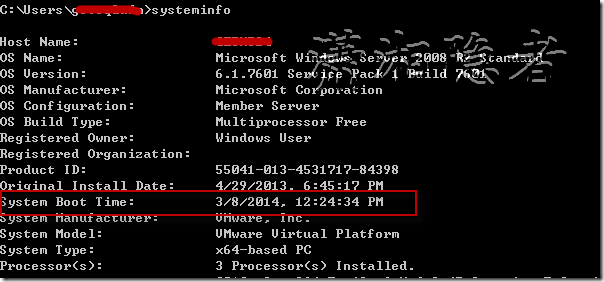 C:\Users\g >systeminfo
潇湘隐者
Host Name:
OS Name: Microsoft Windows Server 2008 R2 Standard
OS Version: 6.1.7601 Service Pack 1 Build 7601
OS Manufacturer: Microsoft Corporation
OS Configuration: Member Server
OS Build Type: Multiprocessor Free
Registered Owner: Windows User
Registered Organization:
Product ID: 55041-013-4531717-84398
Original Install Date: 4/29/2013, 6:45:17 PM
System Boot Time: 3/8/2014, 12:24:34 PM
System Manufacturer: VMware, Inc.
System Model: VMware Virtual Platform
System Type: x64-based PC
Processor(s): 3 Processor(s) Installed.